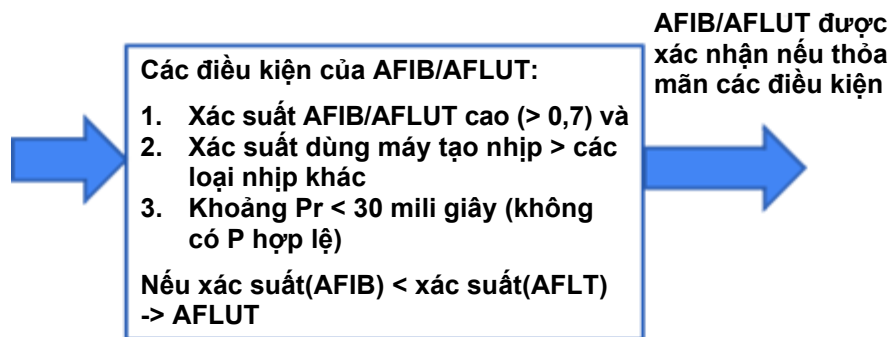 AFIB/AFLUT được
xác nhận nếu thỏa
mãn các điều kiện
Các điều kiện của AFIB/AFLUT:
1. Xác suất AFIB/AFLUT cao (> 0,7) và
2. Xác suất dùng máy tạo nhịp > các
loại nhịp khác
3. Khoảng Pr < 30 mili giây (không
có P hợp lệ)
Nếu xác suất(AFIB) < xác suất(AFLT)
-> AFLUT